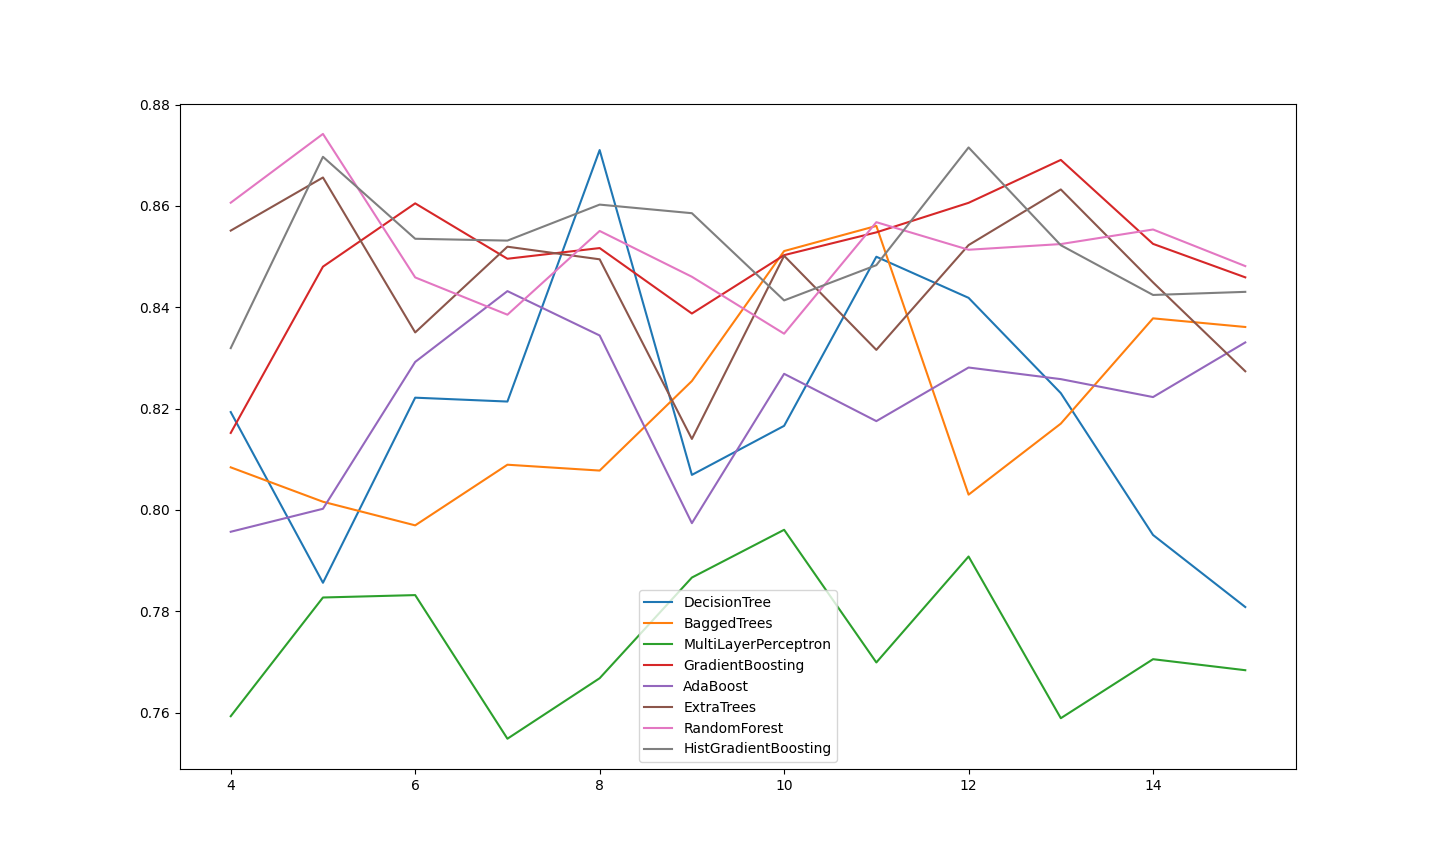 0.88
0.86
0.84
0.82
0.80
0.78
0.76
DecisionTree
BaggedTrees
MultiLayerPerceptron
GradientBoosting
AdaBoost
ExtraTrees
RandomForest
HistGradientBoosting
4 6 8 10 12 14